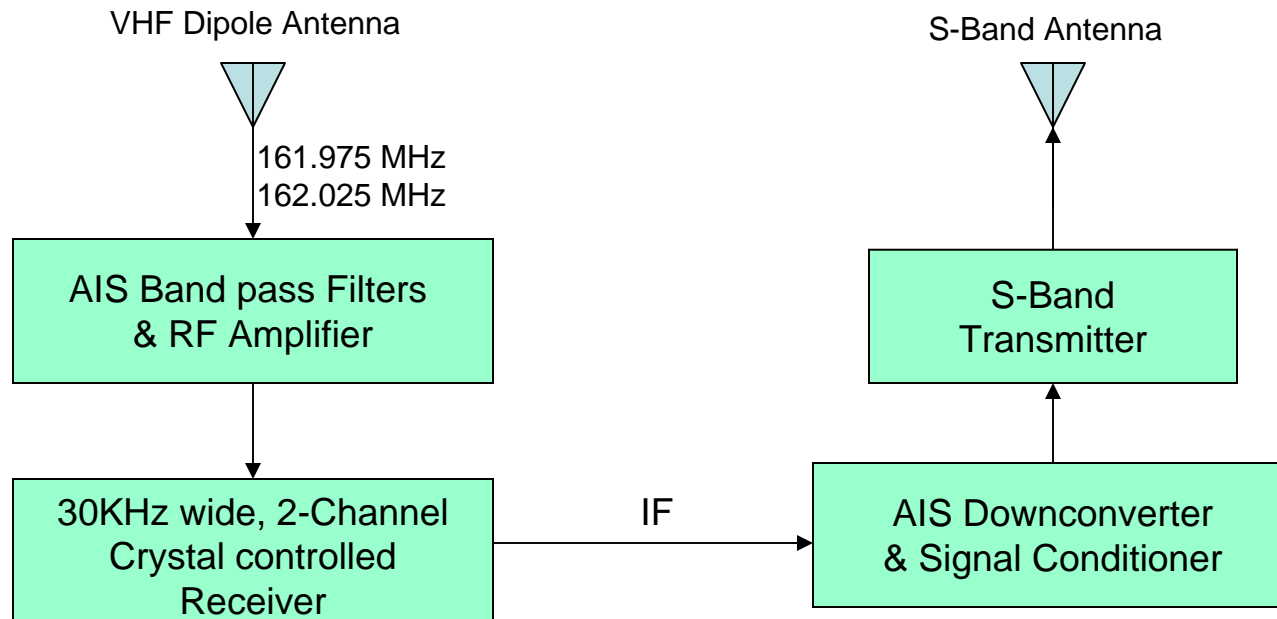 VHF Dipole Antenna
161.975 MHz
162.025 MHz
AIS Band pass Filters
& RF Amplifier
30KHz wide, 2-Channel
Crystal controlled
Receiver
IF
AIS Downconverter
& Signal Conditioner
S-Band
Transmitter
S-Band Antenna